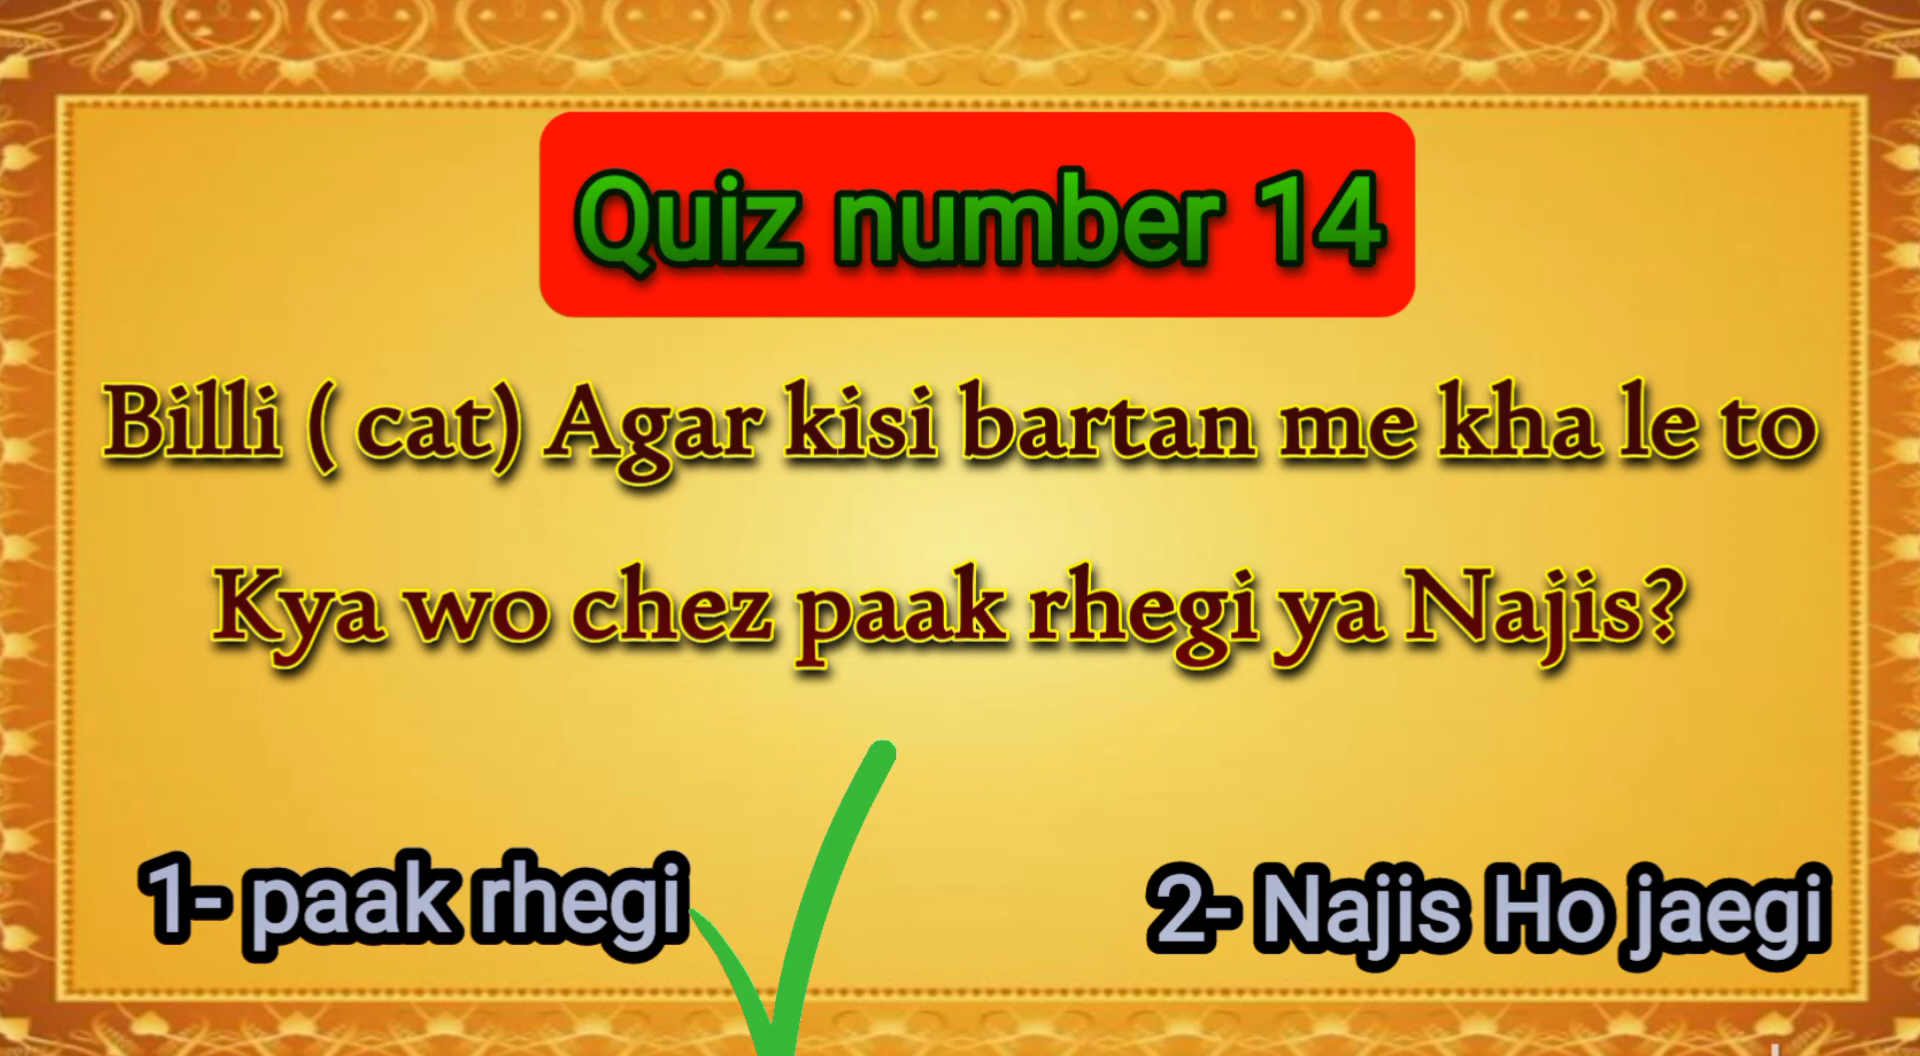 Quiz number 14
Billi ( cat) Agar kisi bartan me kha le to
Kya wo chez paak rhegi ya Najis?
1- paak rhegi
2- Najis Ho jaegi